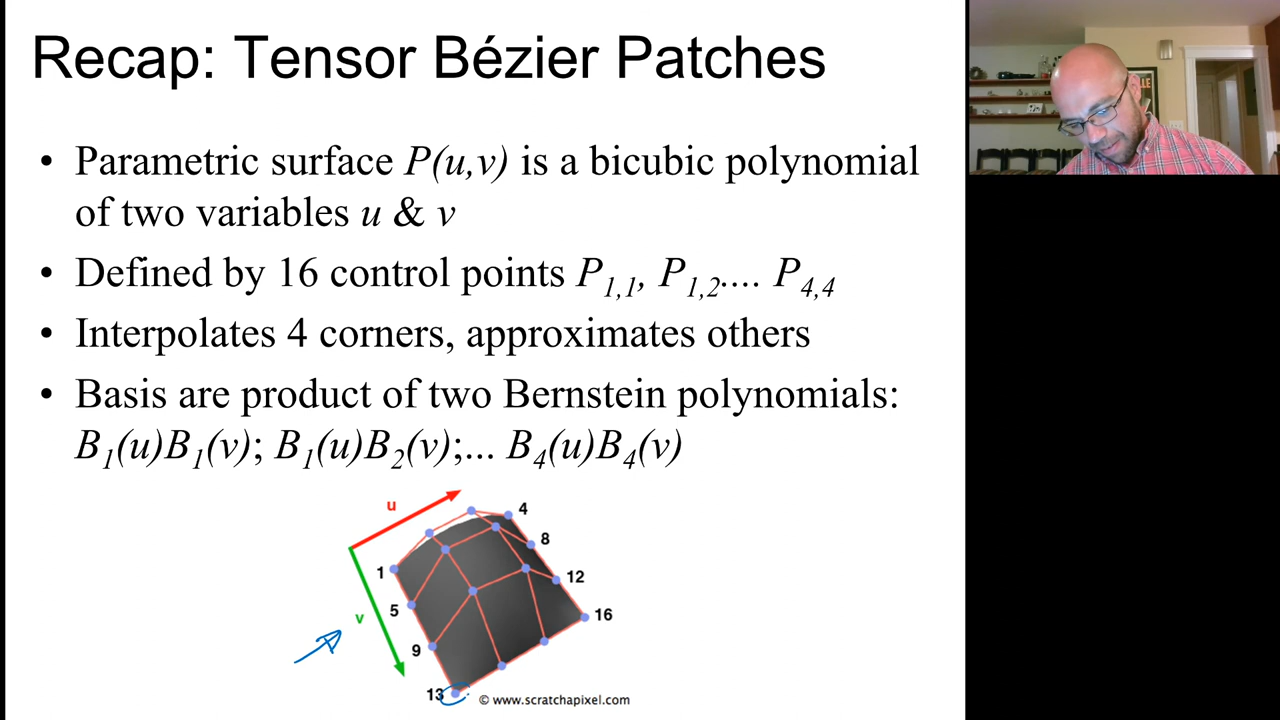 Recap: Tensor Bézier Patches
• Parametric surface P(u,v) is a bicubic polynomial
of two variables u & v
• Defined by 16 control points P1,1, P1,2.... P4,4
• Interpolates 4 corners, approximates others
• Basis are product of two Bernstein polynomials:
B1(u)B1(v); B1(u)B2(v);... B4(u)B4(v)
u
4
8
1
12
5
v
16
9
13
© www.scratchapixel.com